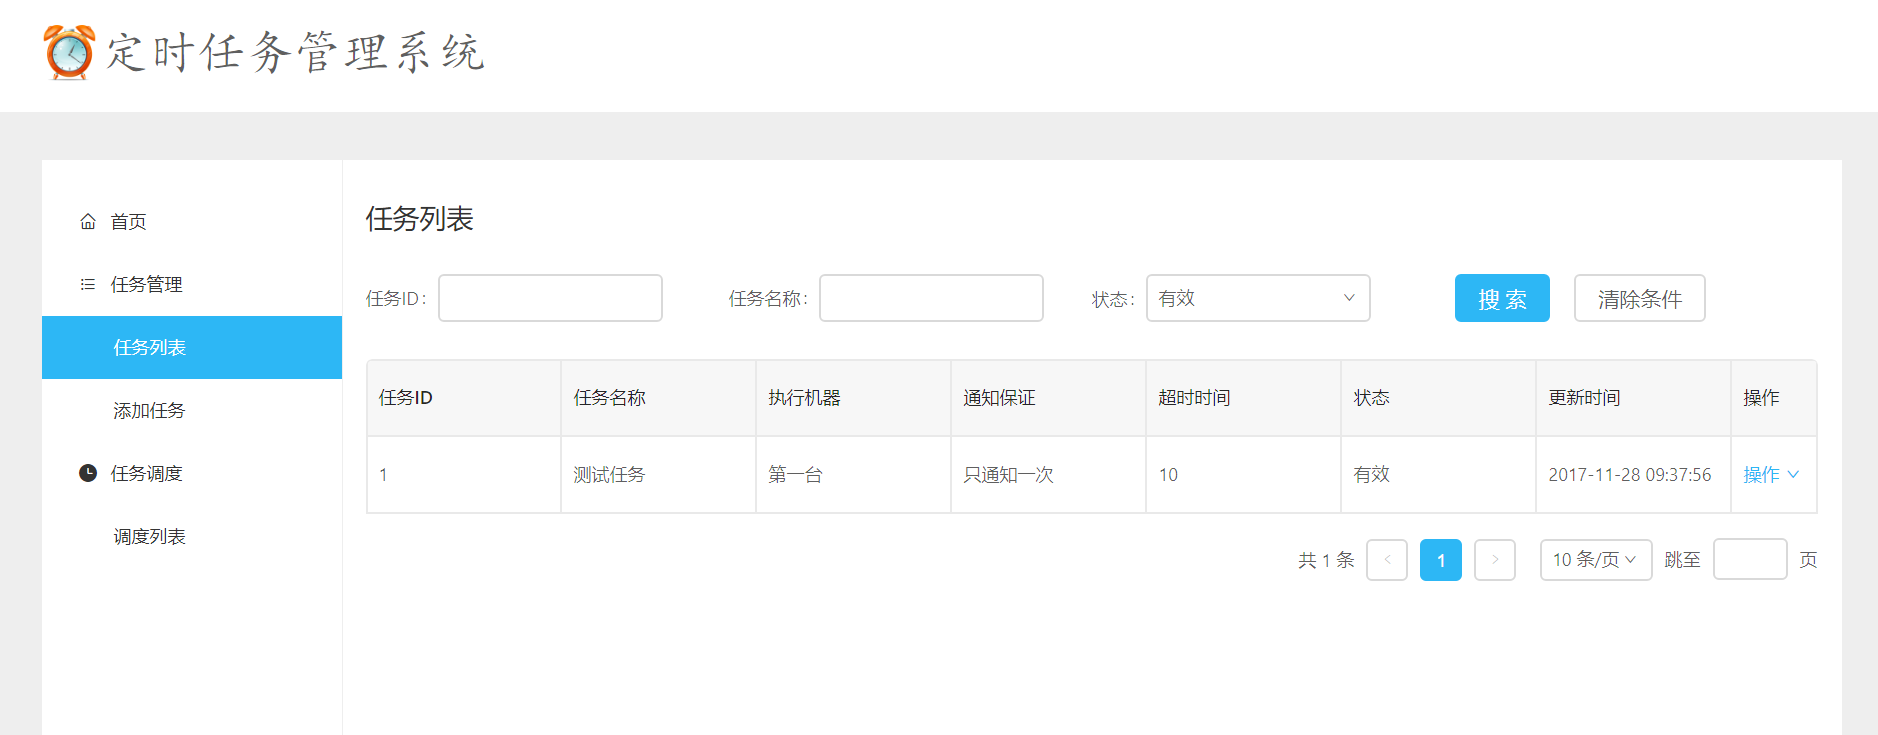 定时任务管理系统
首页
任务管理
任务列表
添加任务
任务调度
调度列表
任务列表
任务ID: 任务名称: 状态: 有效 搜 索 清除条件
任务ID 任务名称 执行机器 通知保证 超时时间 状态 更新时间 操作
1 测试任务 第一台 只通知一次 10 有效 2017-11-28 09:37:56 操作
共 1 条 < 1 > 10 条/页 跳至 页